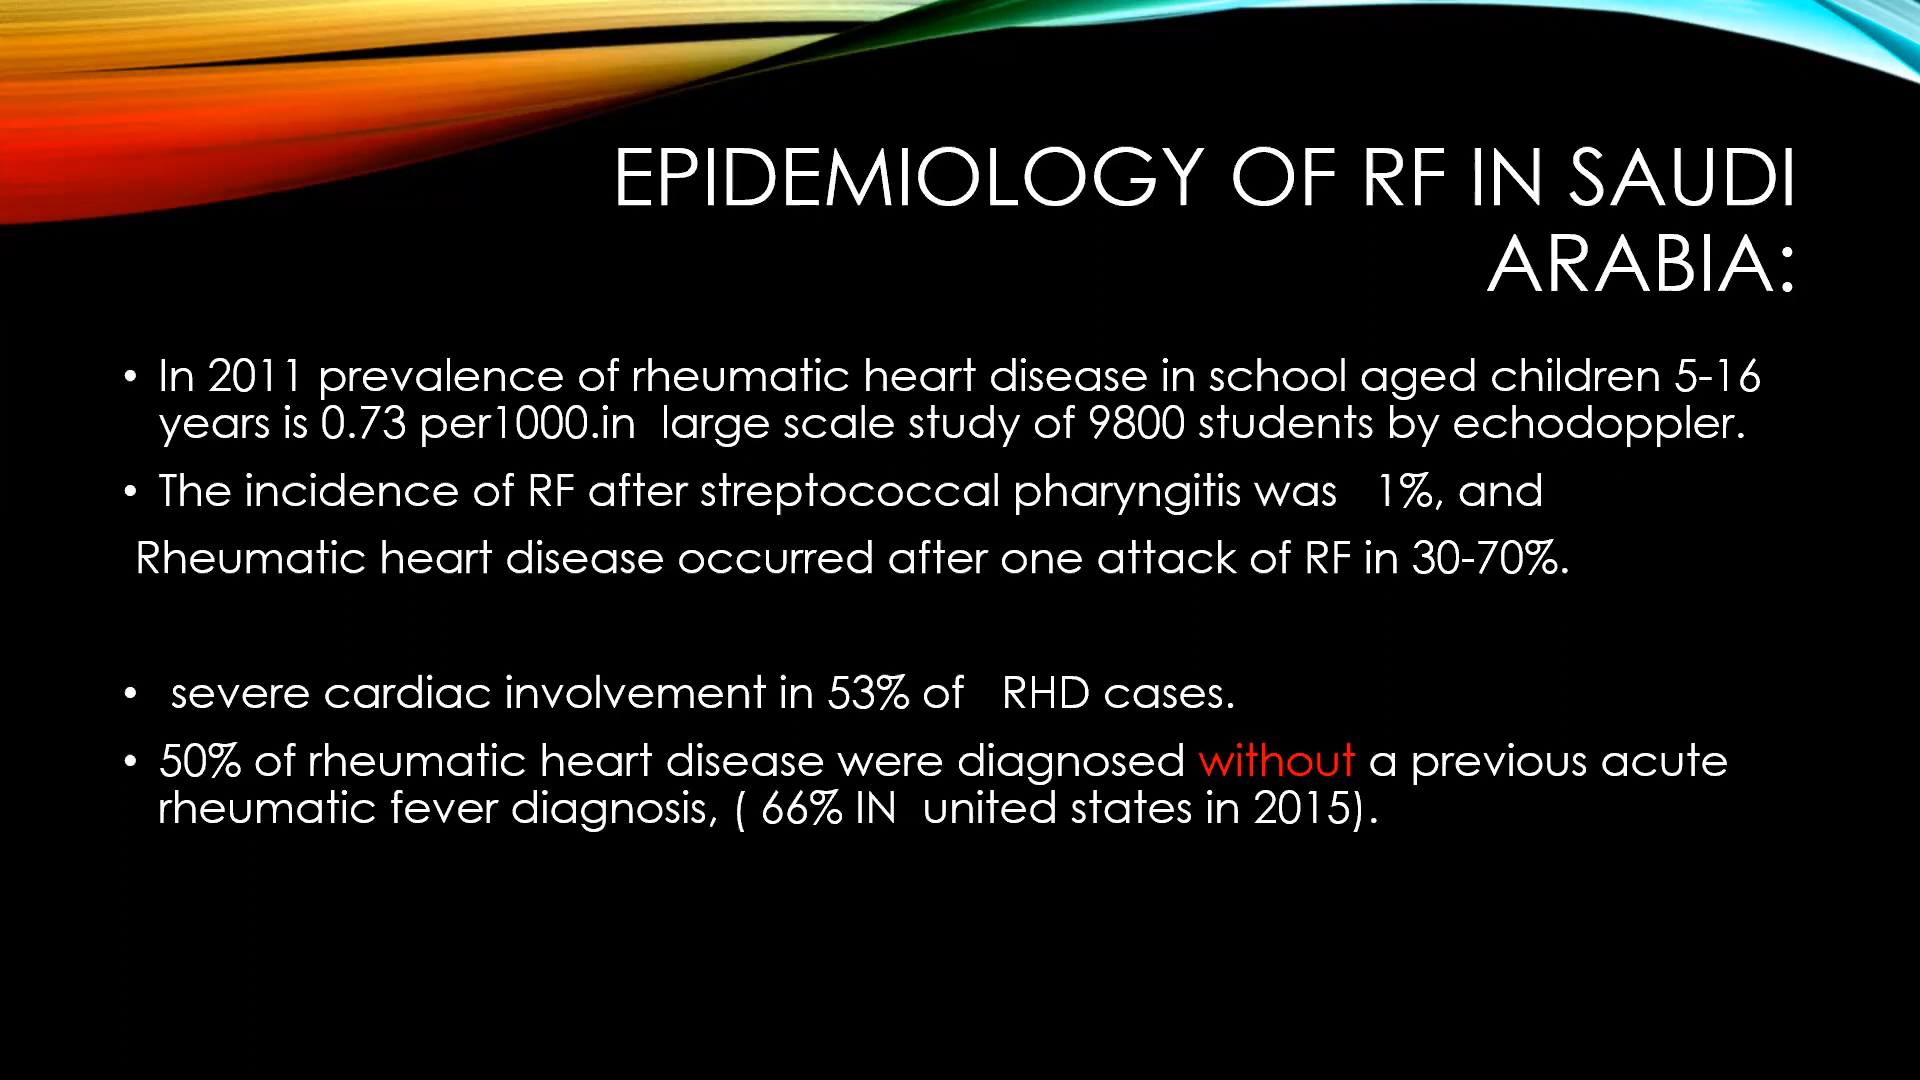 EPIDEMIOLOGY OF RF IN SAUDI
ARABIA:
• In 2011 prevalence of rheumatic heart disease in school aged children 5-16
years is 0.73 per1000.in large scale study of 9800 students by echodoppler.
• The incidence of RF after streptococcal pharyngitis was 1%, and
Rheumatic heart disease occurred after one attack of RF in 30-70%.
• severe cardiac involvement in 53% of RHD cases.
• 50% of rheumatic heart disease were diagnosed without a previous acute
rheumatic fever diagnosis, ( 66% IN united states in 2015).